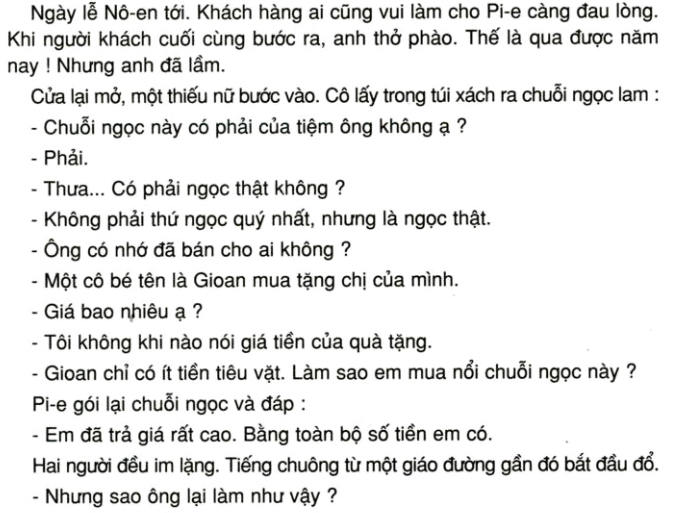 Ngày lễ Nô-en tới. Khách hàng ai cũng vui làm cho Pi-e càng đau lòng.
Khi người khách cuối cùng bước ra, anh thở phào. Thế là qua được năm
nay ! Nhưng anh đã lầm.
Cửa lại mở, một thiếu nữ bước vào. Cô lấy trong túi xách ra chuỗi ngọc lam :
- Chuỗi ngọc này có phải của tiệm ông không ạ ?
- Phải.
- Thưa... Có phải ngọc thật không ?
- Không phải thứ ngọc quý nhất, nhưng là ngọc thật.
- Ông có nhớ đã bán cho ai không ?
- Một cô bé tên là Gioan mua tặng chị của mình.
- Giá bao nhiêu ạ ?
- Tôi không khi nào nói giá tiền của quà tặng.
- Gioan chỉ có ít tiền tiêu vặt. Làm sao em mua nổi chuỗi ngọc này ?
Pi-e gói lại chuỗi ngọc và đáp :
- Em đã trả giá rất cao. Bằng toàn bộ số tiền em có.
Hai người đều im lặng. Tiếng chuông từ một giáo đường gần đó bắt đầu đổ.
- Nhưng sao ông lại làm như vậy ?